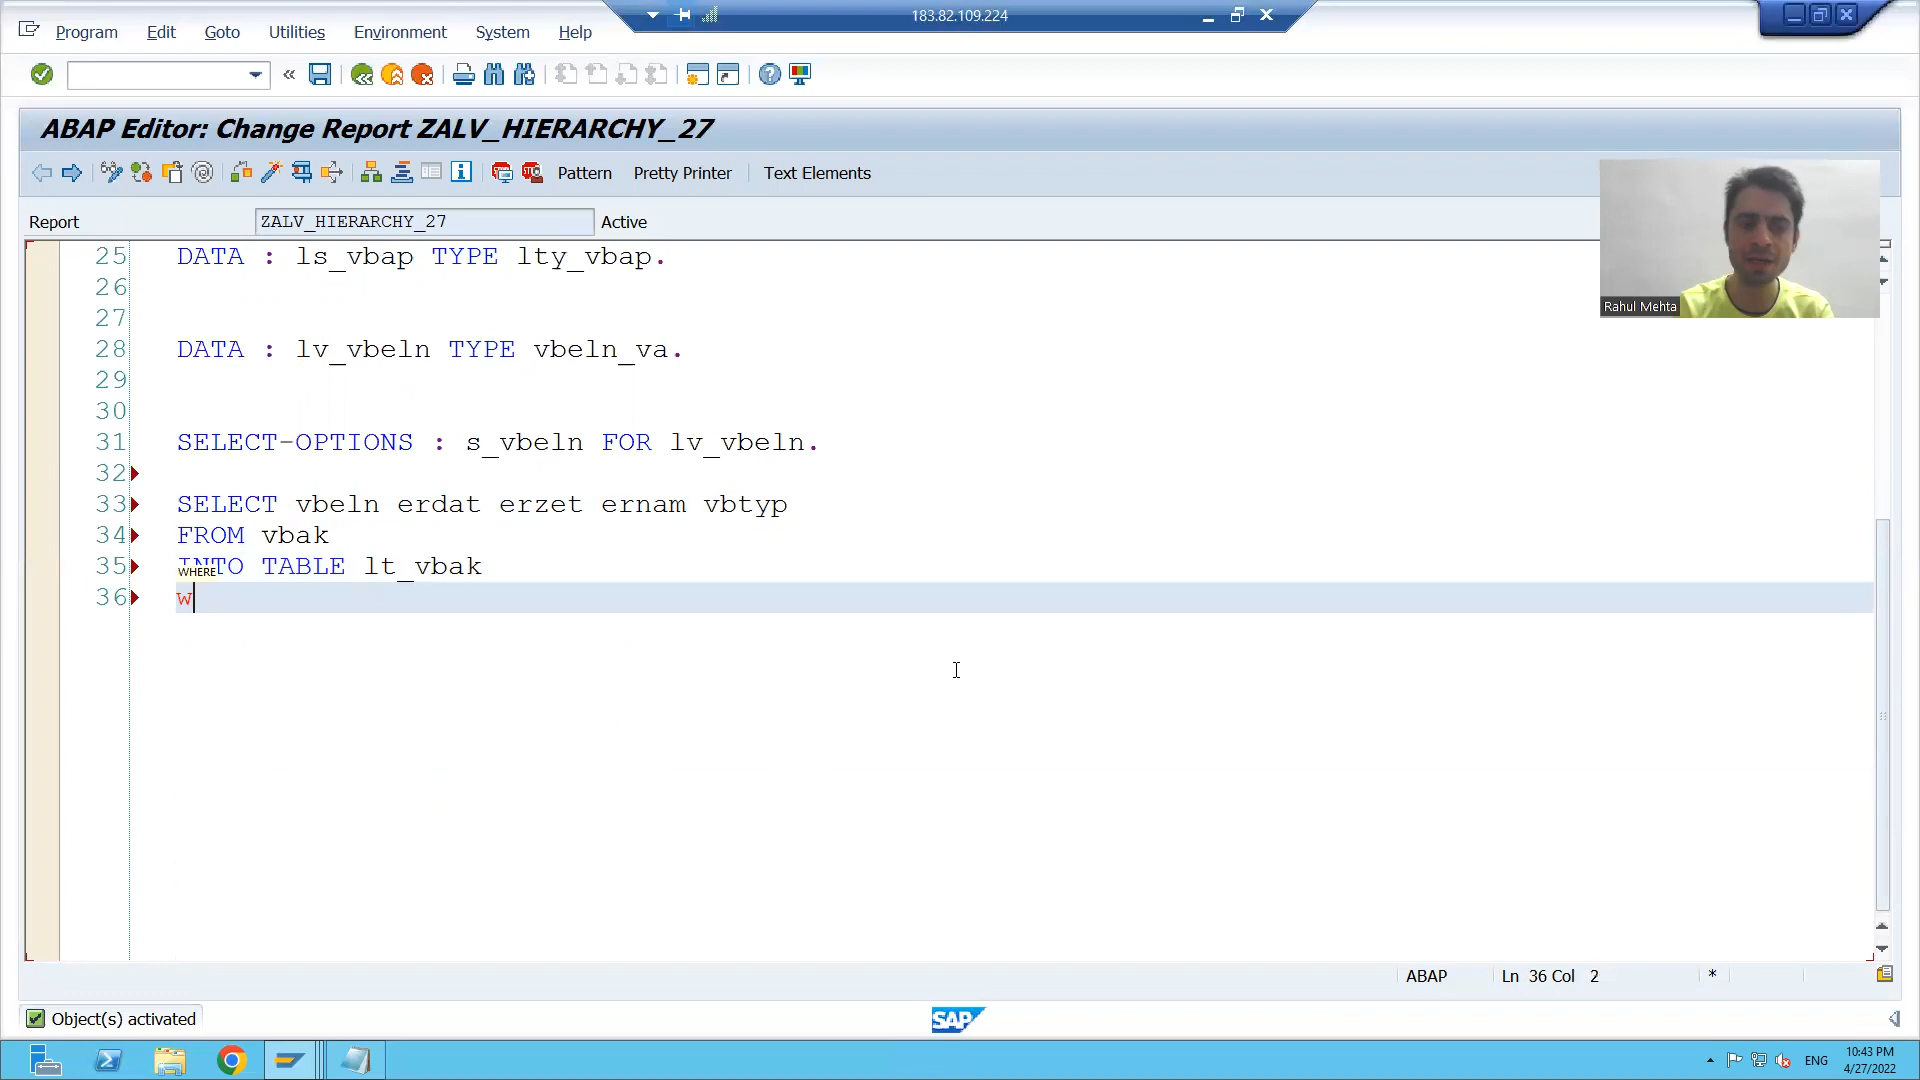 183.82.109.224
Program Edit Goto Utilities Environment System Help
ABAP Editor: Change Report ZALV_HIERARCHY_27
Pattern Pretty Printer Text Elements
Report ZALV_HIERARCHY_27 Active
Rahul Mehta
25 DATA : ls_vbap TYPE lty_vbap.
26
27
28 DATA : lv_vbeln TYPE vbeln_va.
29
30
31 SELECT-OPTIONS : s_vbeln FOR lv_vbeln.
32
33 SELECT vbeln erdat erzet ernam vbtyp
34 FROM vbak
35 INTO TABLE lt_vbak
WHERE
36 w
ABAP Ln 36 Col 2 *
Object(s) activated
SAP
ENG
10:43 PM
4/27/2022